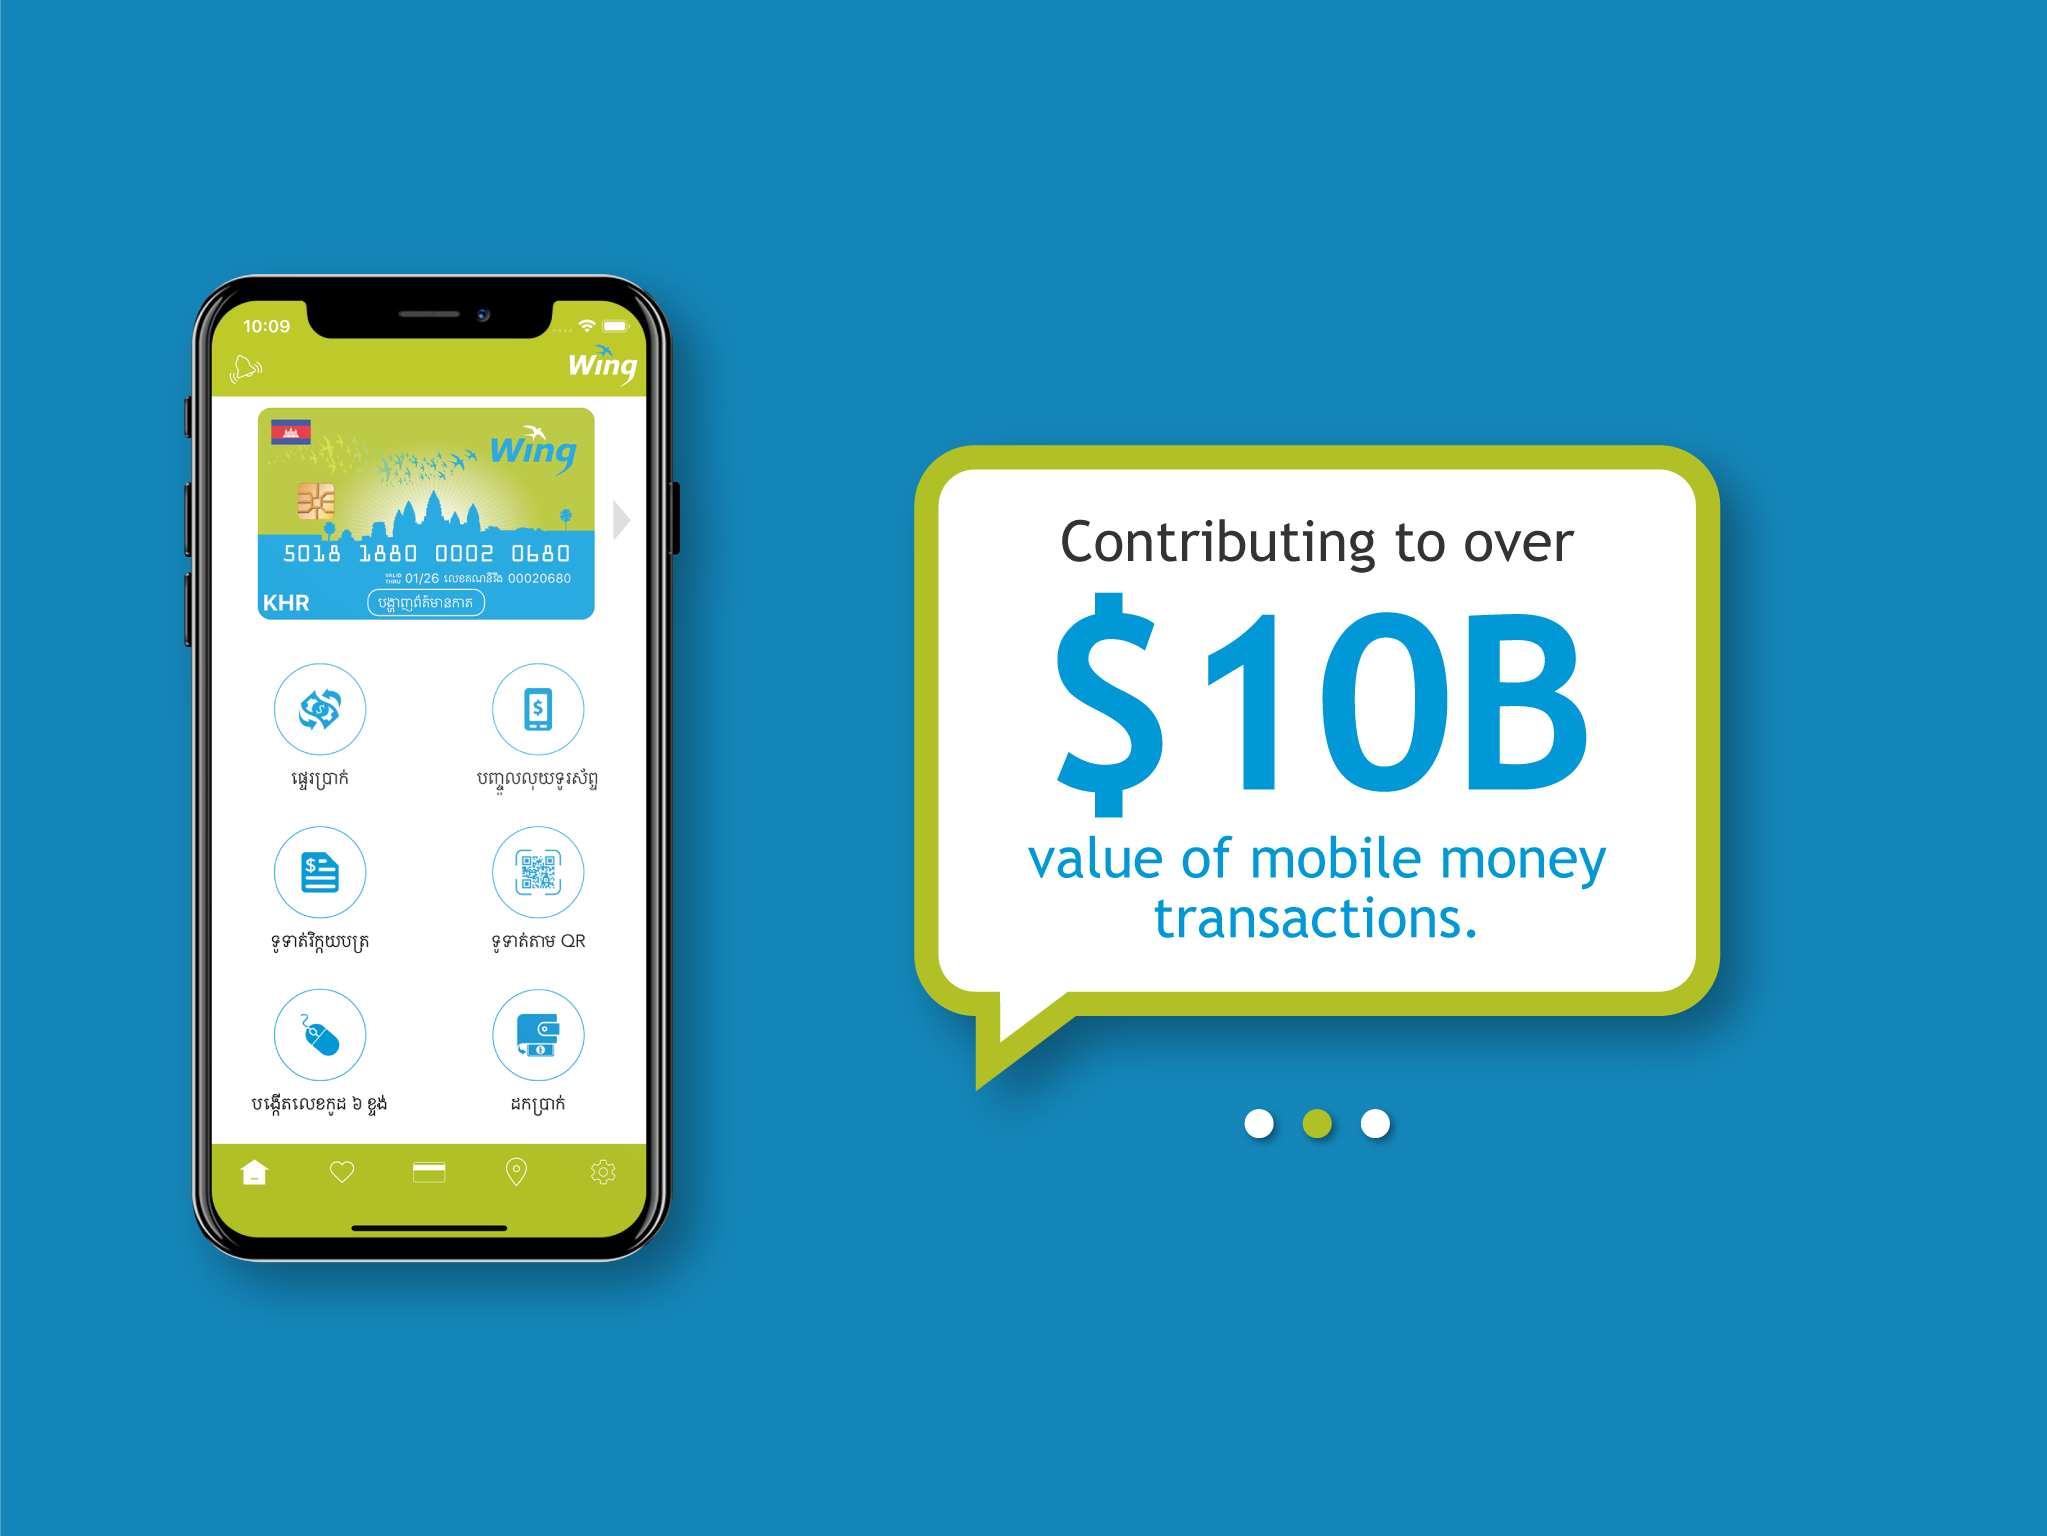 10:09
Wing
Wing
5018 1880 0002 0680
VALID THRU 01/26 លេខគណនីវីង 00020680
KHR
បង្ហាញព័ត៌មានកាត
ផ្ទេរប្រាក់
បញ្ចូលលុយទូរស័ព្ទ
ទូទាត់វិក្កយបត្រ
ទូទាត់តាម QR
បង្កើតលេខកូដ ៦ ខ្ទង់
ដកប្រាក់
Contributing to over
$10B
value of mobile money
transactions.